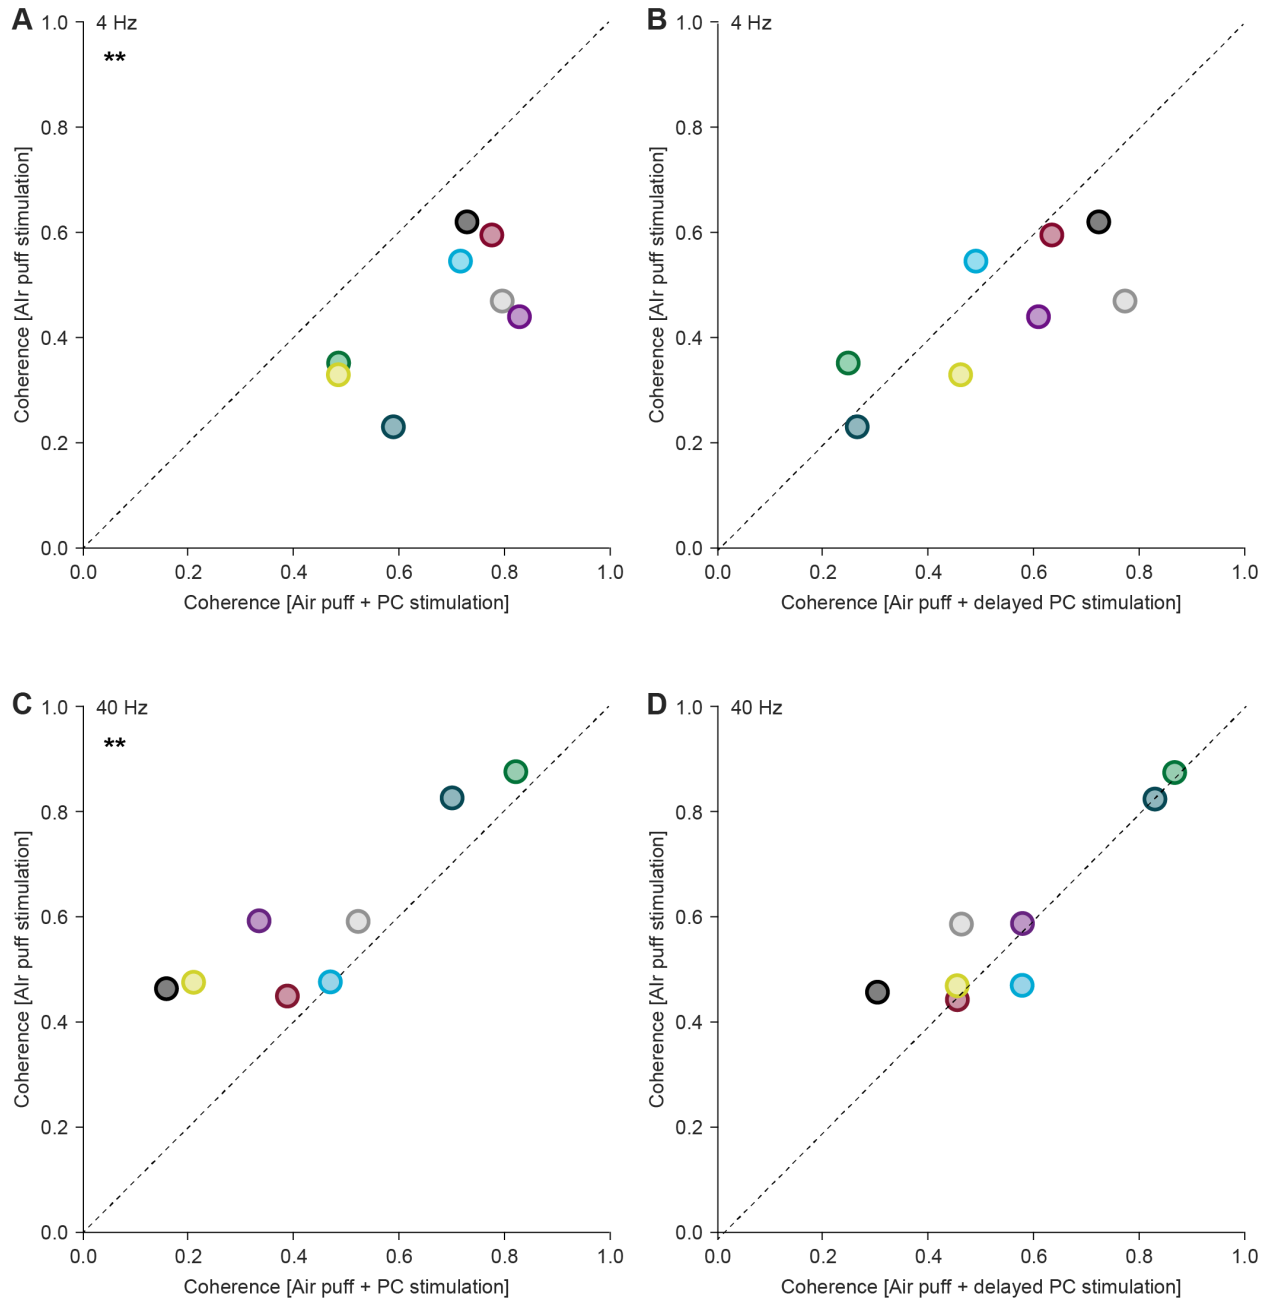 A
4 Hz
**
1.0
0.8
0.6
0.4
0.2
0.0
Coherence [AIr puff stimulation]
0.0 0.2 0.4 0.6 0.8 1.0
Coherence [Air puff + PC stimulation]
B
4 Hz
1.0
0.8
0.6
0.4
0.2
0.0
Coherence [AIr puff stimulation]
0.0 0.2 0.4 0.6 0.8 1.0
Coherence [Air puff + delayed PC stimulation]
C
40 Hz
**
1.0
0.8
0.6
0.4
0.2
0.0
Coherence [AIr puff stimulation]
0.0 0.2 0.4 0.6 0.8 1.0
Coherence [Air puff + PC stimulation]
D
40 Hz
1.0
0.8
0.6
0.4
0.2
0.0
Coherence [AIr puff stimulation]
0.0 0.2 0.4 0.6 0.8 1.0
Coherence [Air puff + delayed PC stimulation]